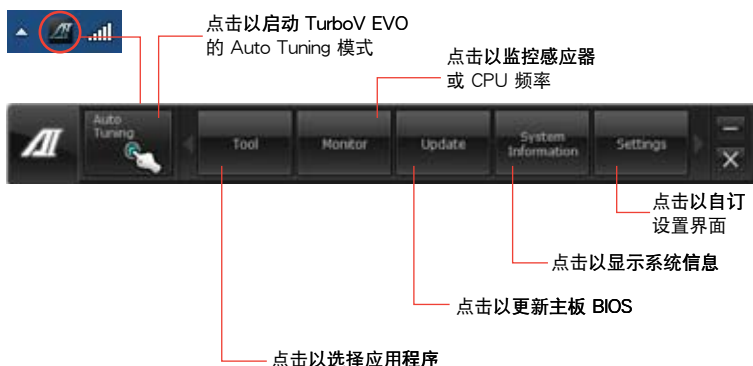 点击以启动 TurboV EVO
的 Auto Tuning 模式
点击以监控感应器
或 CPU 频率
Auto
Tuning
Tool
Monitor
Update
System
Information
Settings
点击以自订
设置界面
点击以显示系统信息
点击以更新主板 BIOS
点击以选择应用程序